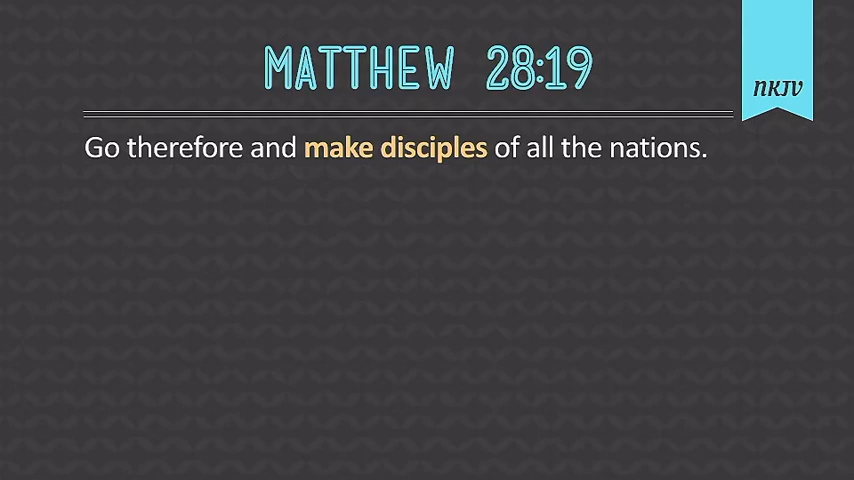 MATTHEW 28:19
NKJV
Go therefore and make disciples of all the nations.